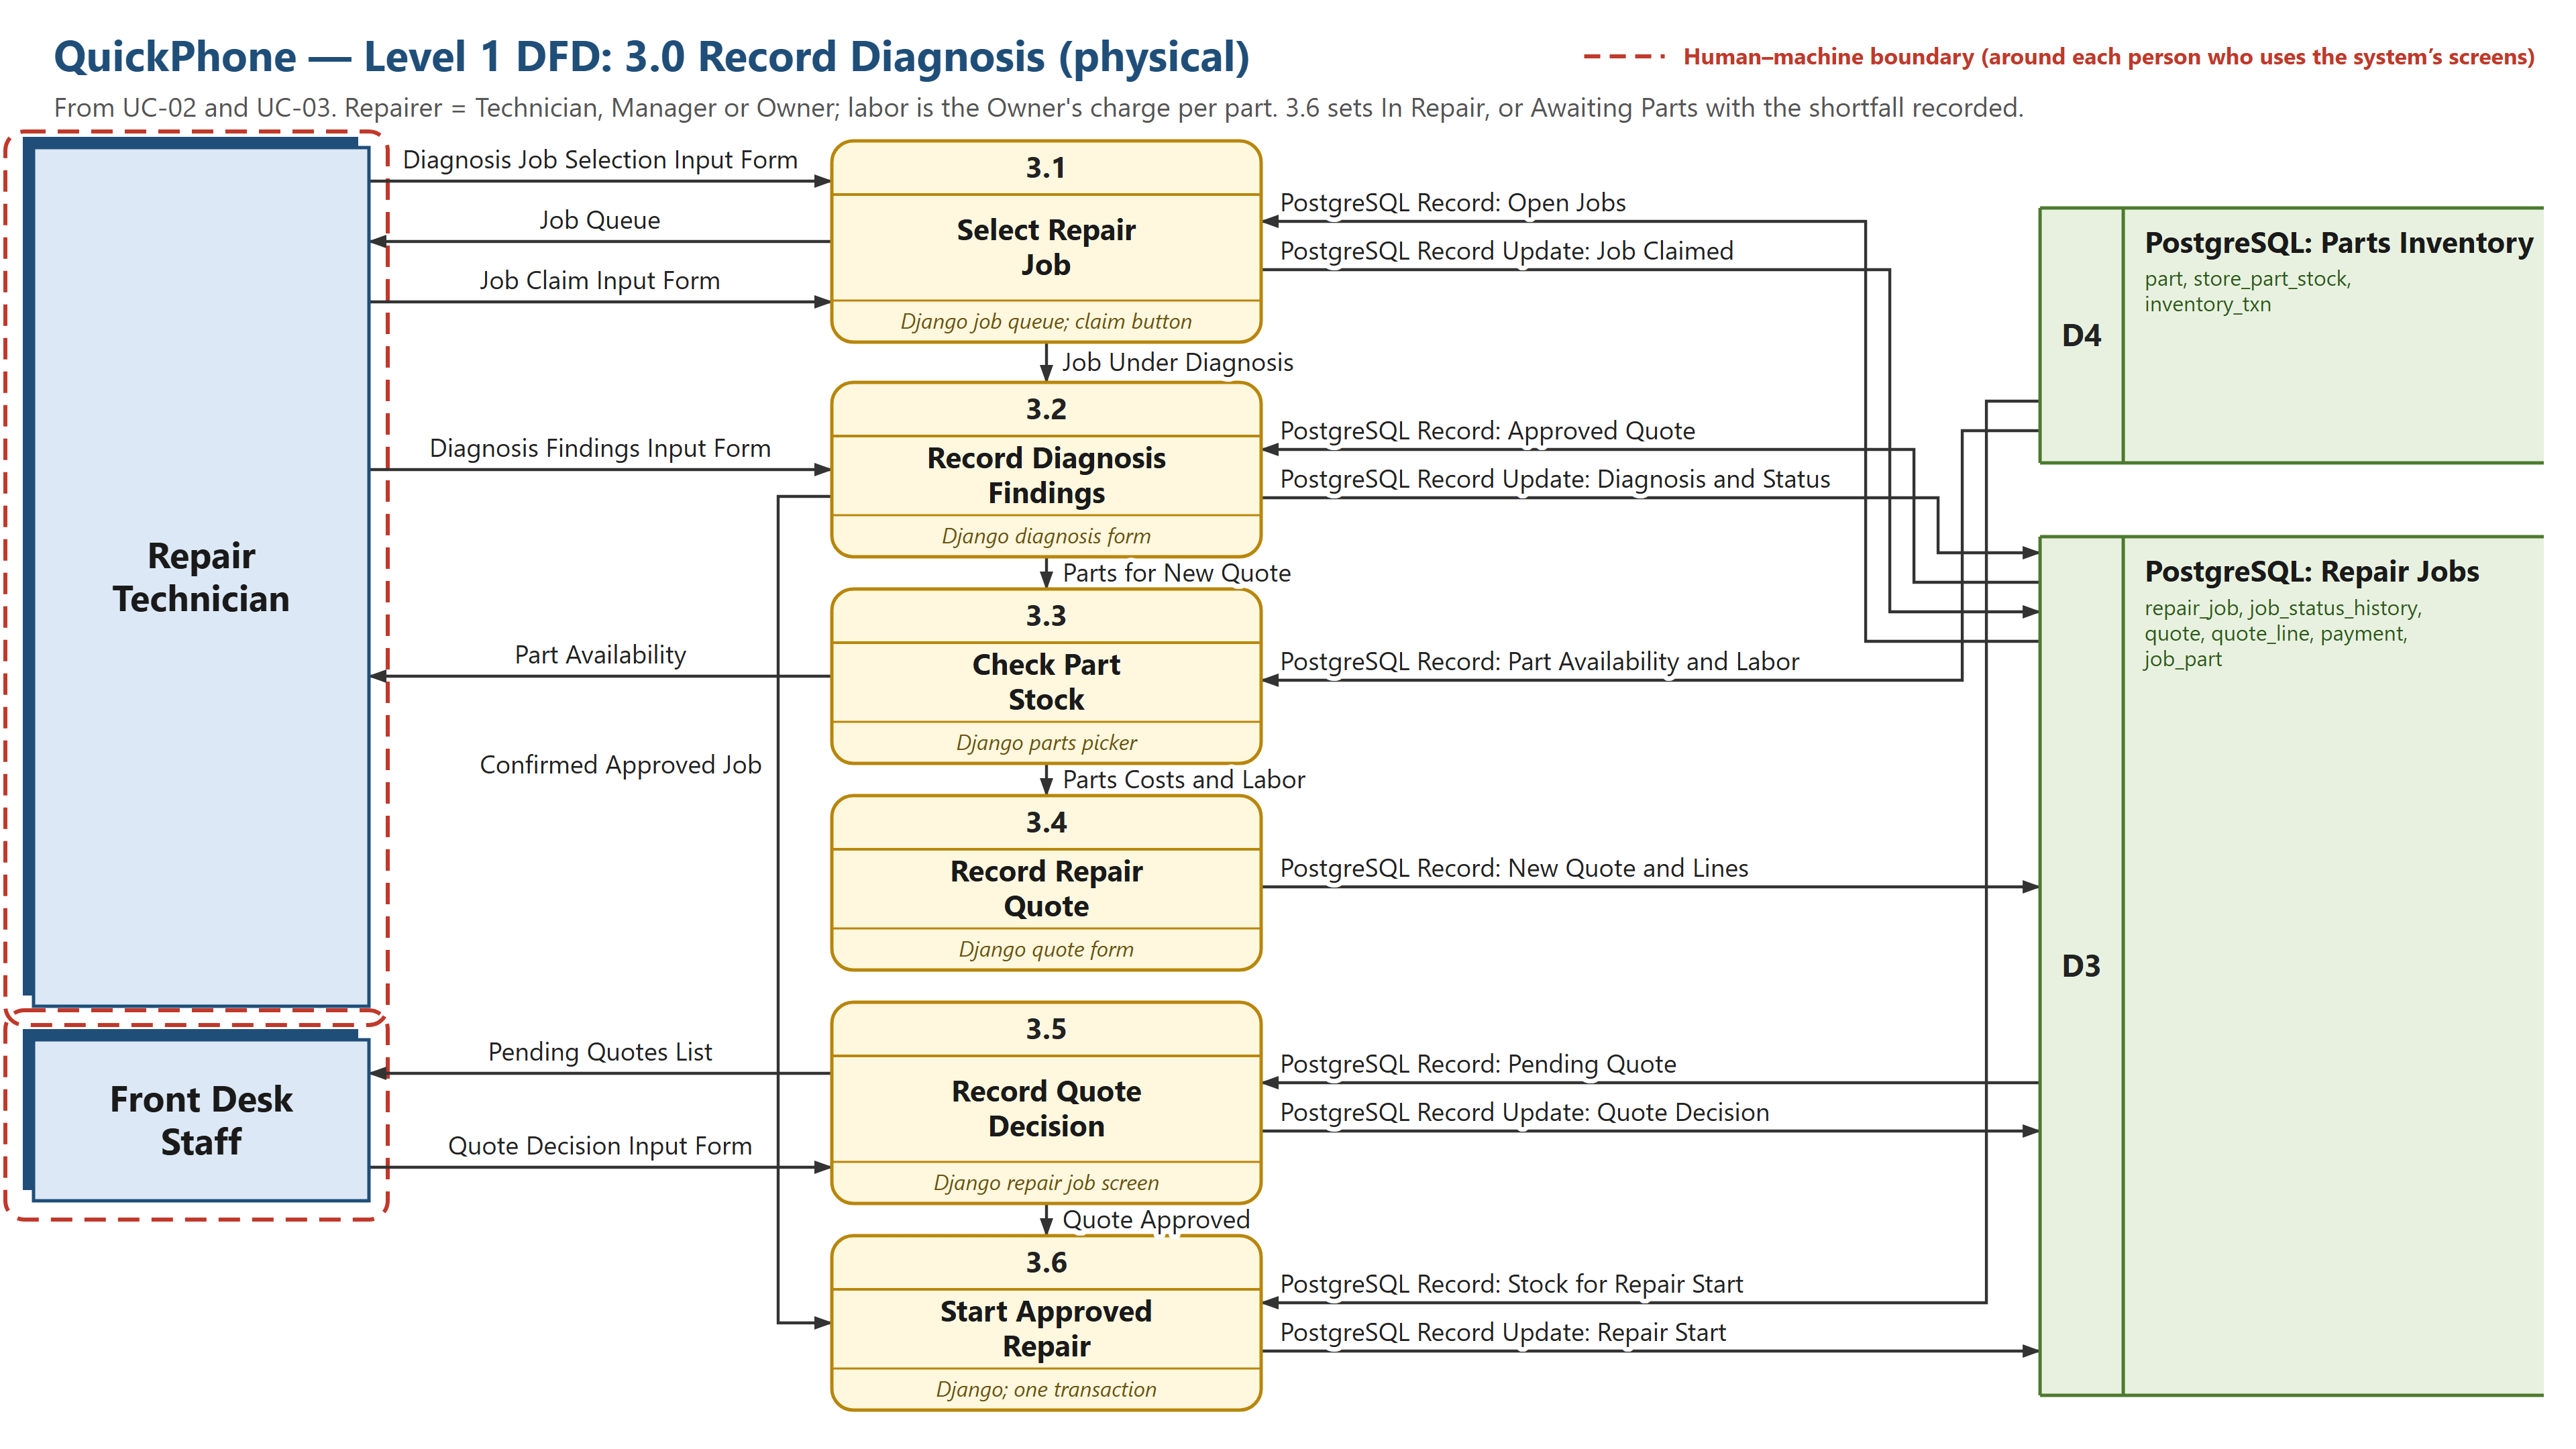 QuickPhone — Level 1 DFD: 3.0 Record Diagnosis (physical)
Human–machine boundary (around each person who uses the system’s screens)
From UC-02 and UC-03. Repairer = Technician, Manager or Owner; labor is the Owner's charge per part. 3.6 sets In Repair, or Awaiting Parts with the shortfall recorded.
Repair
Technician
Front Desk
Staff
Diagnosis Job Selection Input Form
Job Queue
Job Claim Input Form
Diagnosis Findings Input Form
Part Availability
Confirmed Approved Job
Pending Quotes List
Quote Decision Input Form
3.1
Select Repair
Job
Django job queue; claim button
Job Under Diagnosis
3.2
Record Diagnosis
Findings
Django diagnosis form
Parts for New Quote
3.3
Check Part
Stock
Django parts picker
Parts Costs and Labor
3.4
Record Repair
Quote
Django quote form
3.5
Record Quote
Decision
Django repair job screen
Quote Approved
3.6
Start Approved
Repair
Django; one transaction
PostgreSQL Record: Open Jobs
PostgreSQL Record Update: Job Claimed
PostgreSQL Record: Approved Quote
PostgreSQL Record Update: Diagnosis and Status
PostgreSQL Record: Part Availability and Labor
PostgreSQL Record: New Quote and Lines
PostgreSQL Record: Pending Quote
PostgreSQL Record Update: Quote Decision
PostgreSQL Record: Stock for Repair Start
PostgreSQL Record Update: Repair Start
D4
PostgreSQL: Parts Inventory
part, store_part_stock,
inventory_txn
D3
PostgreSQL: Repair Jobs
repair_job, job_status_history,
quote, quote_line, payment,
job_part